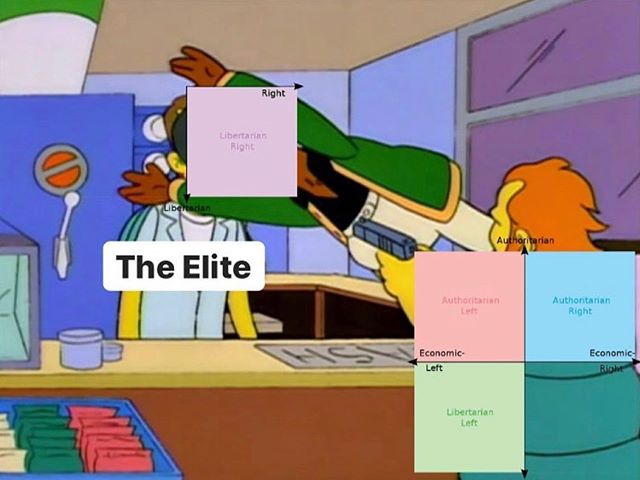 Right
Libertarian
Right
Libertarian
The Elite
Authoritarian
Authoritarian
Left
Authoritarian
Right
Economic-
Left
Economic-
Right
Libertarian
Left